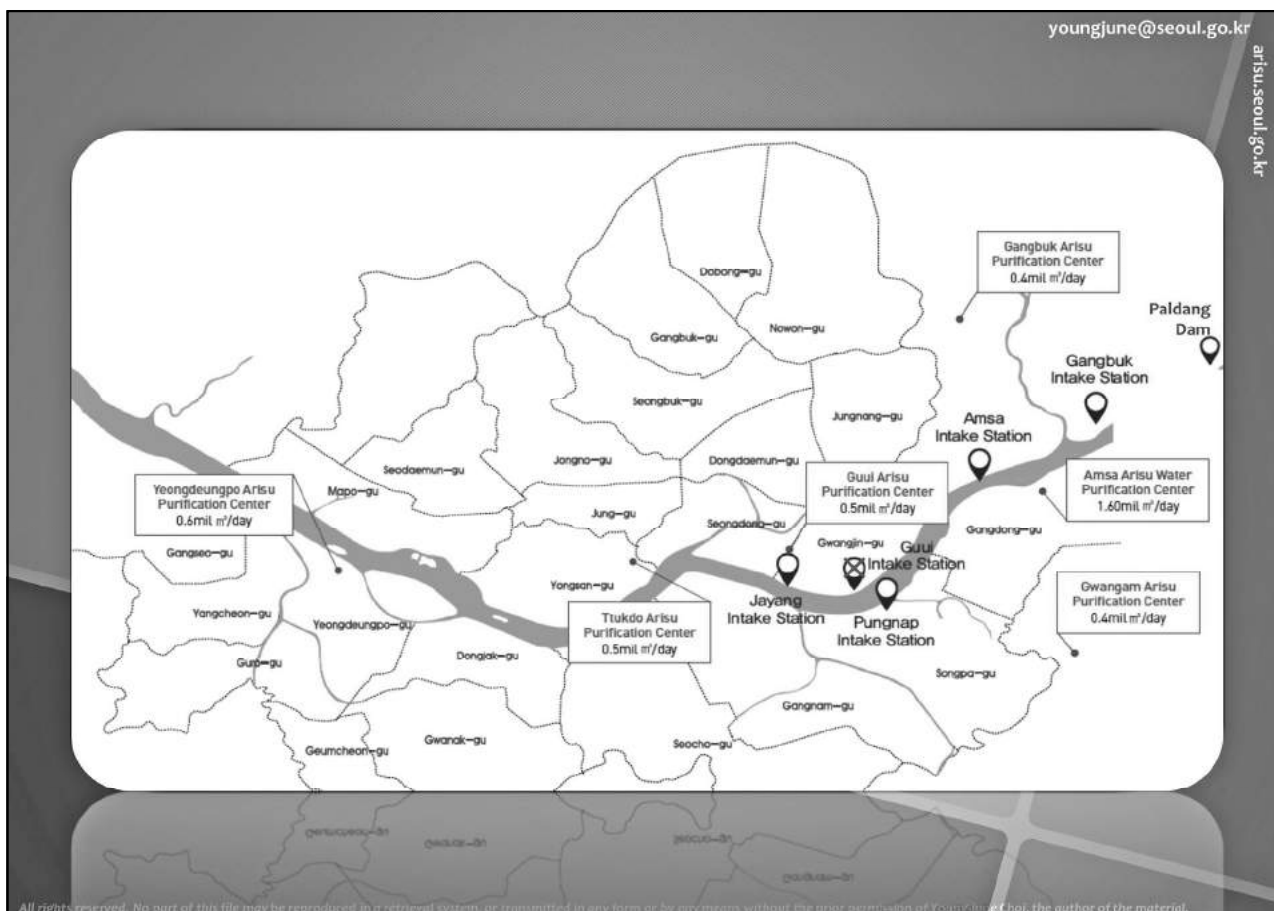 youngjune@seoul.go.kr
arisu.seoul.go.kr
Gangbuk Arisu
Purification Center
0.4mil ㎥/day
Paldang
Dam
Dobong-gu
Nowon-gu
Gangbuk-gu
Gangbuk
Intake Station
Seongbuk-gu
Jungnang-gu
Amsa
Intake Station
Seodaemun-gu
Jongno-gu
Dongdaemun-gu
Guui Arisu
Purification Center
0.5mil ㎥/day
Amsa Arisu Water
Purification Center
1.60mil ㎥/day
Yeongdeungpo Arisu
Purification Center
0.6mil ㎥/day
Mapo-gu
Jung-gu
Gangdong-gu
Gangseo-gu
Gwangjin-gu
Guui
Intake Station
Yongsan-gu
Jayang
Intake Station
Pungnap
Intake Station
Gwangam Arisu
Purification Center
0.4mil ㎥/day
Yangcheon-gu
Yeongdeungpo-gu
Ttukdo Arisu
Purification Center
0.5mil ㎥/day
Guro-gu
Dongjak-gu
Songpa-gu
Gangnam-gu
Geumcheon-gu
Gwanak-gu
Seocho-gu
All rights reserved. No part of this file may be reproduced in a retrieval system, or transmitted in any form or by any means without the prior permission of YoungJune Choi, the author of the material.